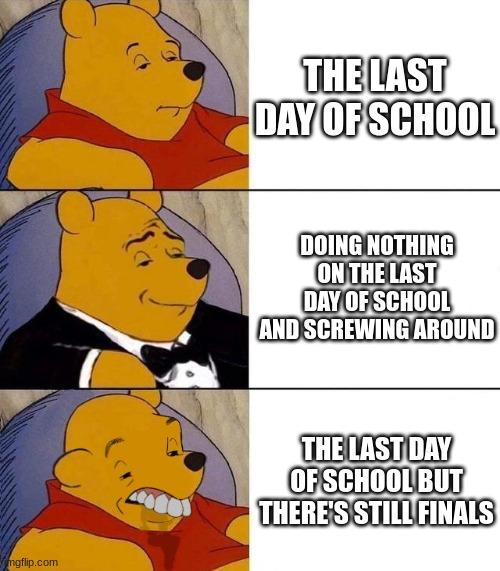 THE LAST
DAY OF SCHOOL
DOING NOTHING
ON THE LAST
DAY OF SCHOOL
AND SCREWING AROUND
THE LAST DAY
OF SCHOOL BUT
THERE'S STILL FINALS
imgflip.com